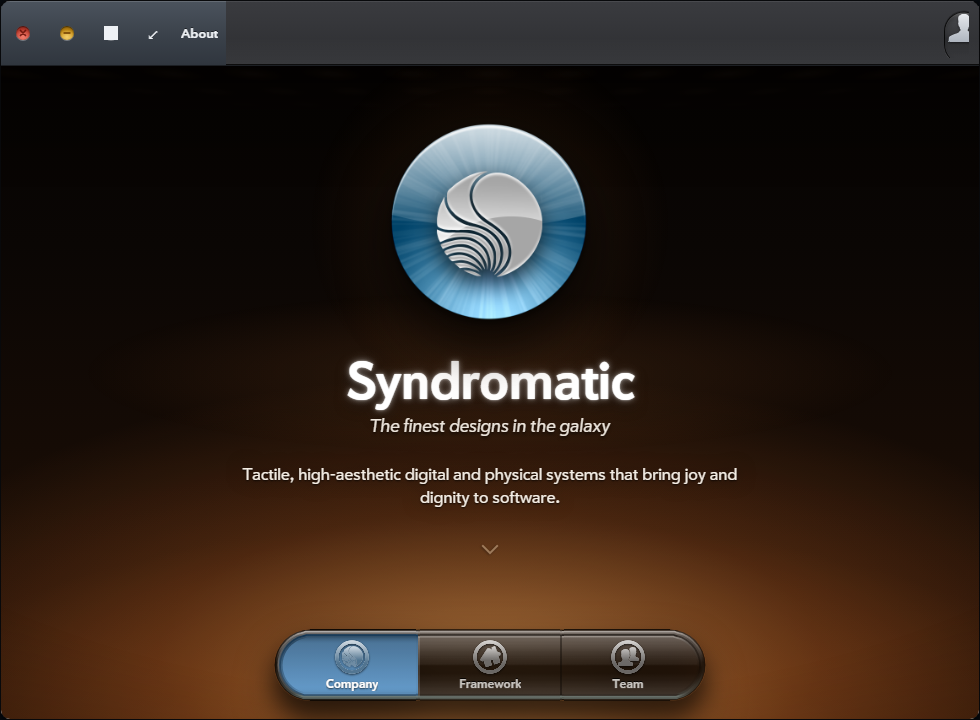 About
Syndromatic
The finest designs in the galaxy
Tactile, high-aesthetic digital and physical systems that bring joy and
dignity to software.
Company
Framework
Team